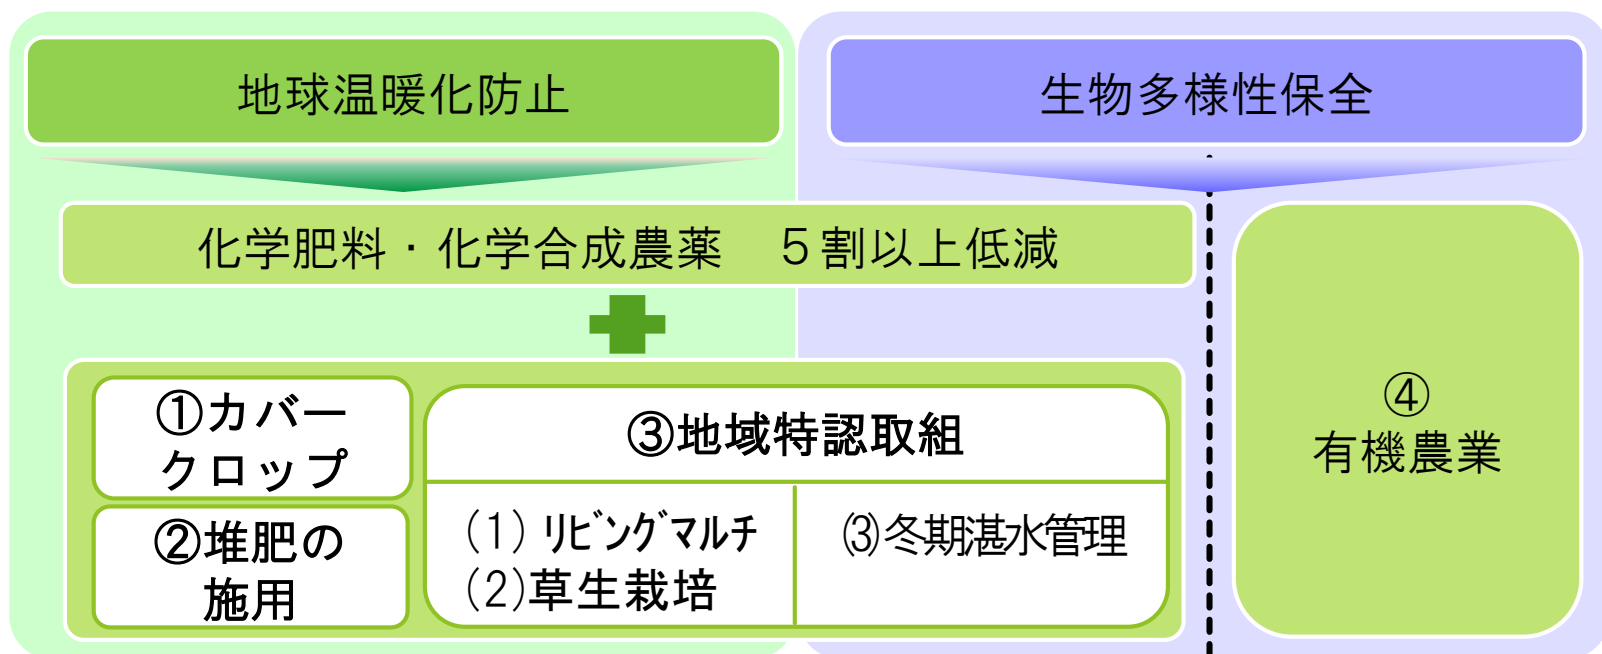 地球温暖化防止
生物多様性保全
化学肥料・化学合成農薬　５割以上低減
①カバー
クロップ
②堆肥の
施用
③地域特認取組
(1) ﾘﾋﾞﾝｸﾞﾏﾙﾁ
(2)草生栽培
⑶冬期湛水管理
④
有機農業